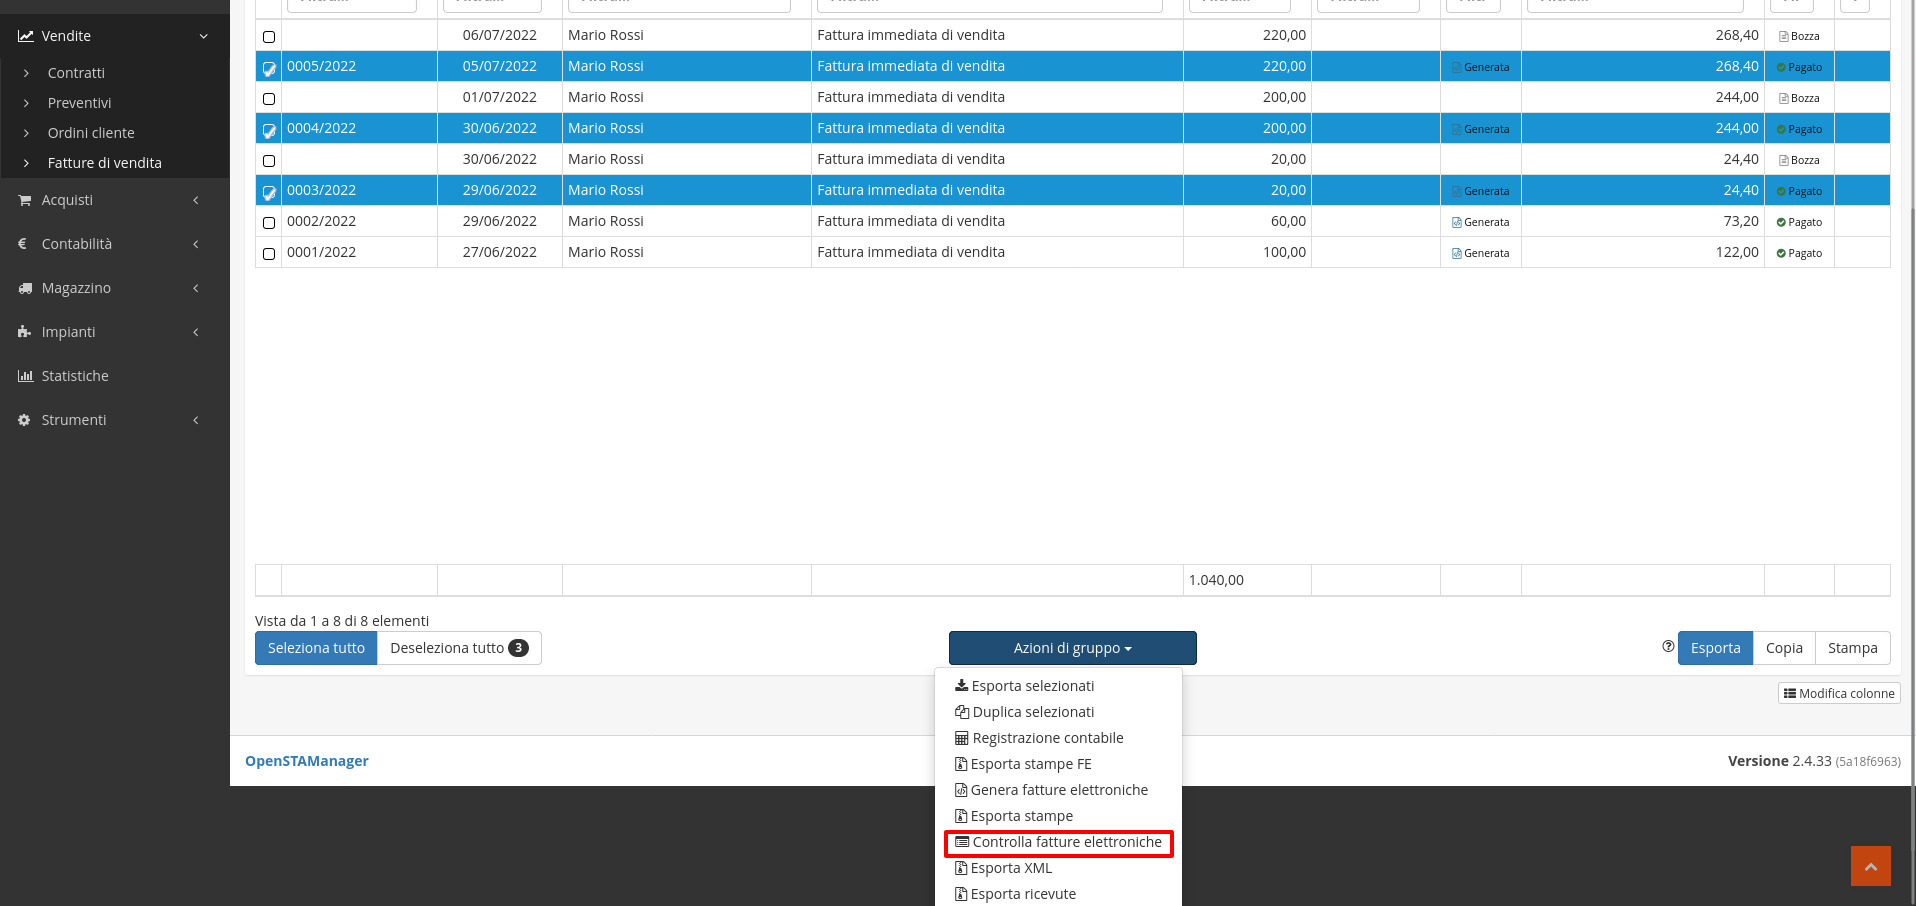 Vendite
Contratti
Preventivi
Ordini cliente
Fatture di vendita
Acquisti
Contabilità
Magazzino
Impianti
Statistiche
Strumenti
06/07/2022 Mario Rossi Fattura immediata di vendita 220,00 268,40 Bozza
0005/2022 05/07/2022 Mario Rossi Fattura immediata di vendita 220,00 Generata 268,40 Pagato
01/07/2022 Mario Rossi Fattura immediata di vendita 200,00 244,00 Bozza
0004/2022 30/06/2022 Mario Rossi Fattura immediata di vendita 200,00 Generata 244,00 Pagato
30/06/2022 Mario Rossi Fattura immediata di vendita 20,00 24,40 Bozza
0003/2022 29/06/2022 Mario Rossi Fattura immediata di vendita 20,00 Generata 24,40 Pagato
0002/2022 29/06/2022 Mario Rossi Fattura immediata di vendita 60,00 Generata 73,20 Pagato
0001/2022 27/06/2022 Mario Rossi Fattura immediata di vendita 100,00 Generata 122,00 Pagato
1.040,00
Vista da 1 a 8 di 8 elementi
Seleziona tutto Deseleziona tutto 3 Azioni di gruppo Esporta Copia Stampa
Esporta selezionati
Duplica selezionati
Registrazione contabile
Esporta stampe FE
Genera fatture elettroniche
Esporta stampe
Controlla fatture elettroniche
Esporta XML
Esporta ricevute
Modifica colonne
OpenSTAManager Versione 2.4.33 (5a18f6963)